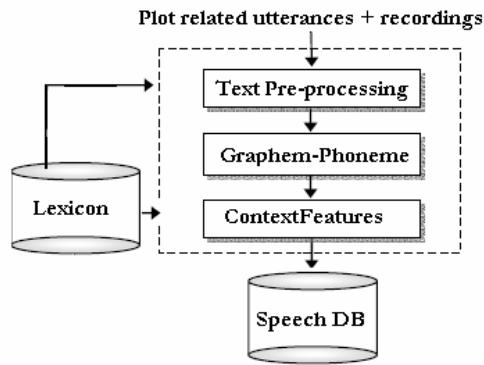 Plot related utterances + recordings
Text Pre-processing
Graphem-Phoneme
Lexicon
ContextFeatures
Speech DB